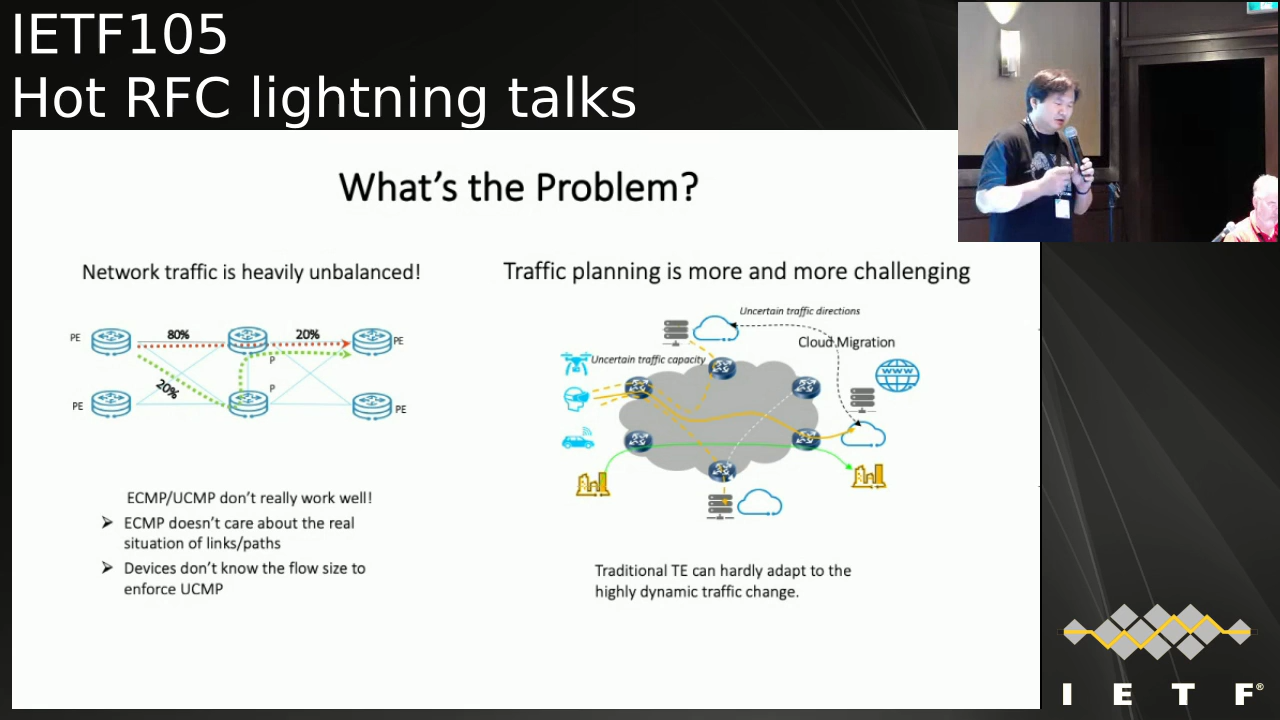 IETF105
Hot RFC lightning talks
What's the Problem?
Network traffic is heavily unbalanced!
PE
80%
20%
PE
P
20%
P
PE
PE
ECMP/UCMP don't really work well!
➢ ECMP doesn't care about the real
situation of links/paths
➢ Devices don't know the flow size to
enforce UCMP
Traffic planning is more and more challenging
Uncertain traffic directions
Cloud Migration
Uncertain traffic capacity
WWW
Traditional TE can hardly adapt to the
highly dynamic traffic change.
I E T F®